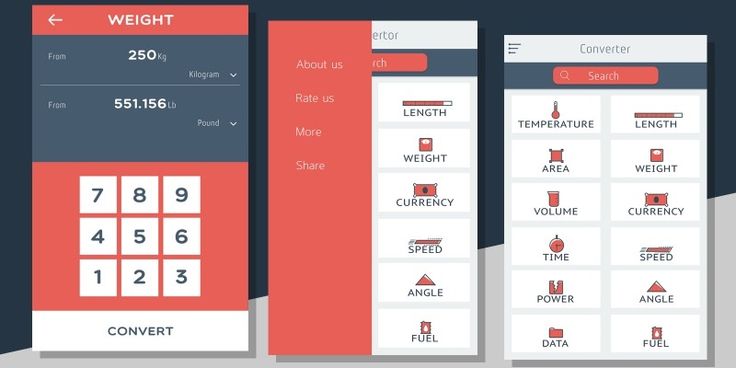 WEIGHT
From 250 Kg
Kilogram
From 551.156 Lb
Pound
7 8 9
4 5 6
1 2 3
CONVERT
About us
Rate us
More
Share
ertor
rch
LENGTH
WEIGHT
CURRENCY
SPEED
ANGLE
FUEL
Converter
Search
TEMPERATURE LENGTH
AREA WEIGHT
VOLUME CURRENCY
TIME SPEED
POWER ANGLE
DATA FUEL